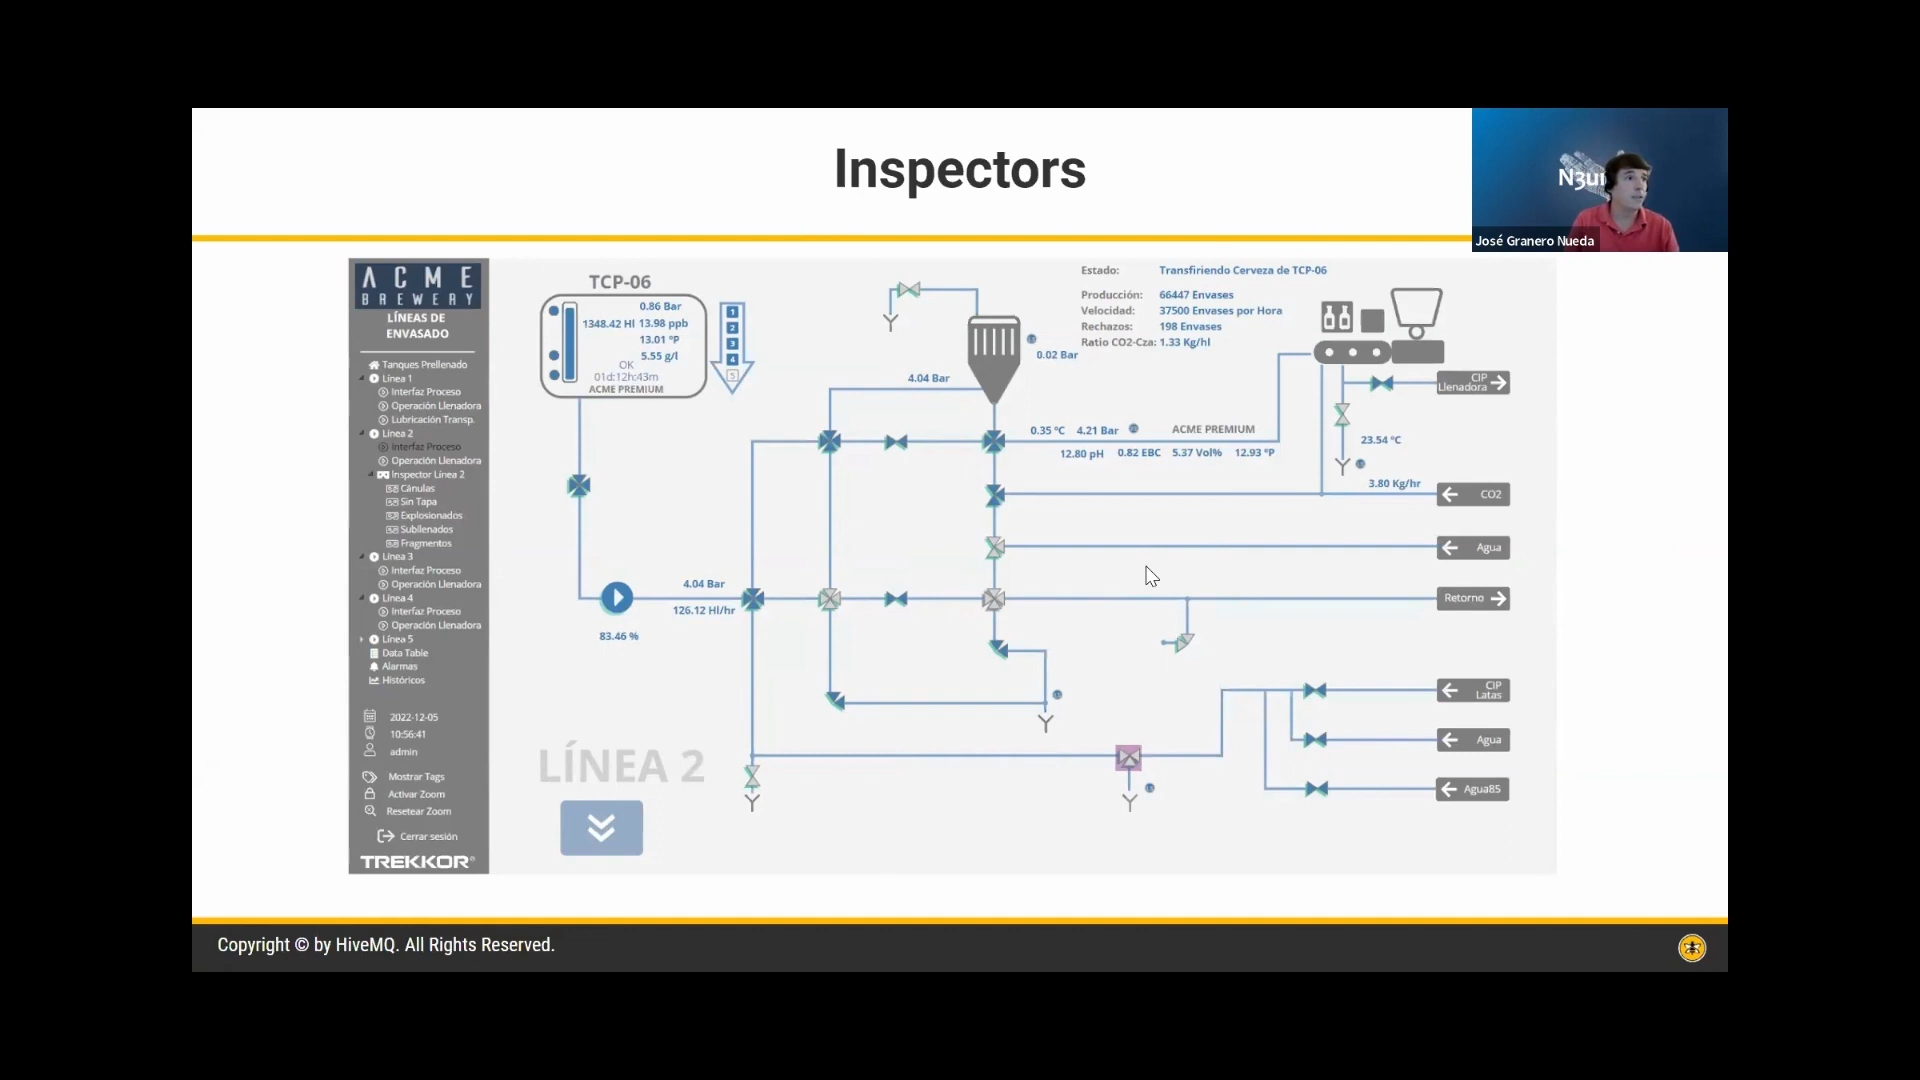 Inspectors
N3ui
José Granero Nueda
ACME
BREWERY
LÍNEAS DE
ENVASADO
Tanques Prellenado
Línea 1
Interfaz Proceso
Operación Llenadora
Lubricación Transp.
Línea 2
Interfaz Proceso
Operación Llenadora
Inspector Línea 2
Cánulas
Sin Tapa
Explosionados
Subllenados
Fragmentos
Línea 3
Interfaz Proceso
Operación Llenadora
Línea 4
Interfaz Proceso
Operación Llenadora
Línea 5
Data Table
Alarmas
Históricos
2022-12-05
10:56:41
admin
Mostrar Tags
Activar Zoom
Resetear Zoom
Cerrar sesión
TREKKOR
TCP-06
0.86 Bar
1348.42 Hl 13.98 ppb
13.01 ºP
5.55 g/l
OK
01d:12h:43m
ACME PREMIUM
1
2
3
4
5
Estado: Transfiriendo Cerveza de TCP-06
Producción: 66447 Envases
Velocidad: 37500 Envases por Hora
Rechazos: 198 Envases
Ratio CO2-Cza: 1.33 Kg/hl
0.02 Bar
4.04 Bar
CIP
Llenadora
0.35 ºC 4.21 Bar ACME PREMIUM
12.80 pH 0.82 EBC 5.37 Vol% 12.93 ºP
23.54 ºC
3.80 Kg/hr
CO2
Agua
4.04 Bar
126.12 Hl/hr
83.46 %
Retorno
CIP
Latas
Agua
Agua85
LÍNEA 2
Copyright © by HiveMQ. All Rights Reserved.